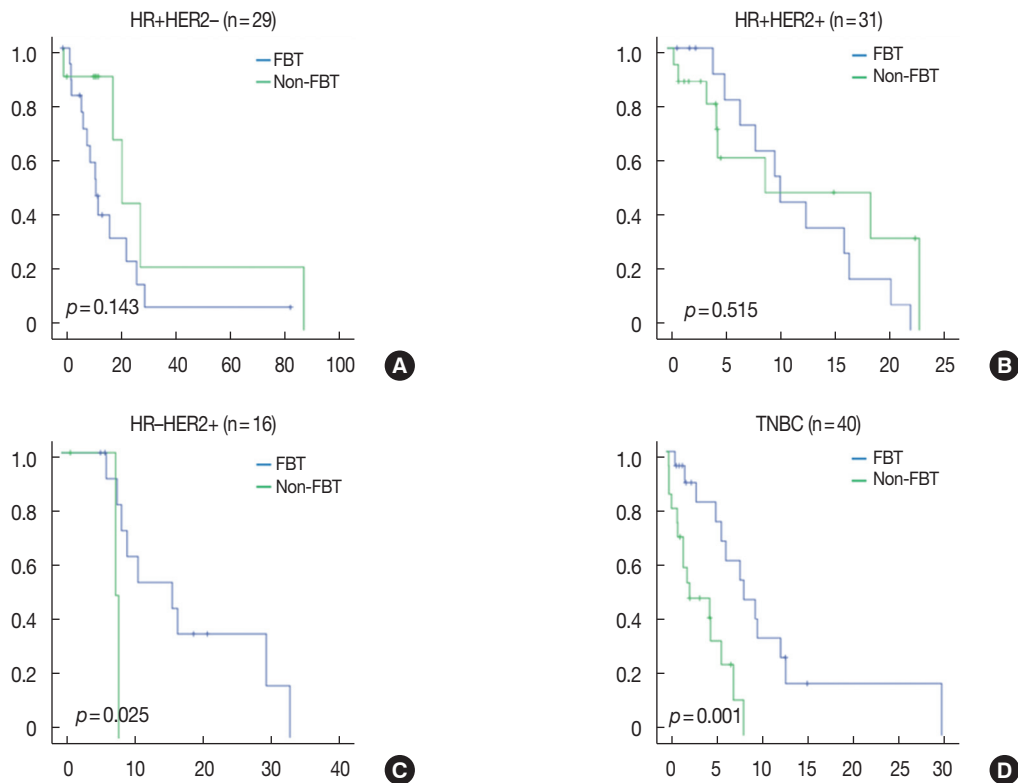 HR+HER2– (n=29)
1.0
0.8
0.6
0.4
0.2
0
FBT
Non-FBT
p=0.143
0 20 40 60 80 100
A
HR+HER2+ (n=31)
1.0
0.8
0.6
0.4
0.2
0
FBT
Non-FBT
p=0.515
0 5 10 15 20 25
B
HR–HER2+ (n=16)
1.0
0.8
0.6
0.4
0.2
0
FBT
Non-FBT
p=0.025
0 10 20 30 40
C
TNBC (n=40)
1.0
0.8
0.6
0.4
0.2
0
FBT
Non-FBT
p=0.001
0 5 10 15 20 25 30
D